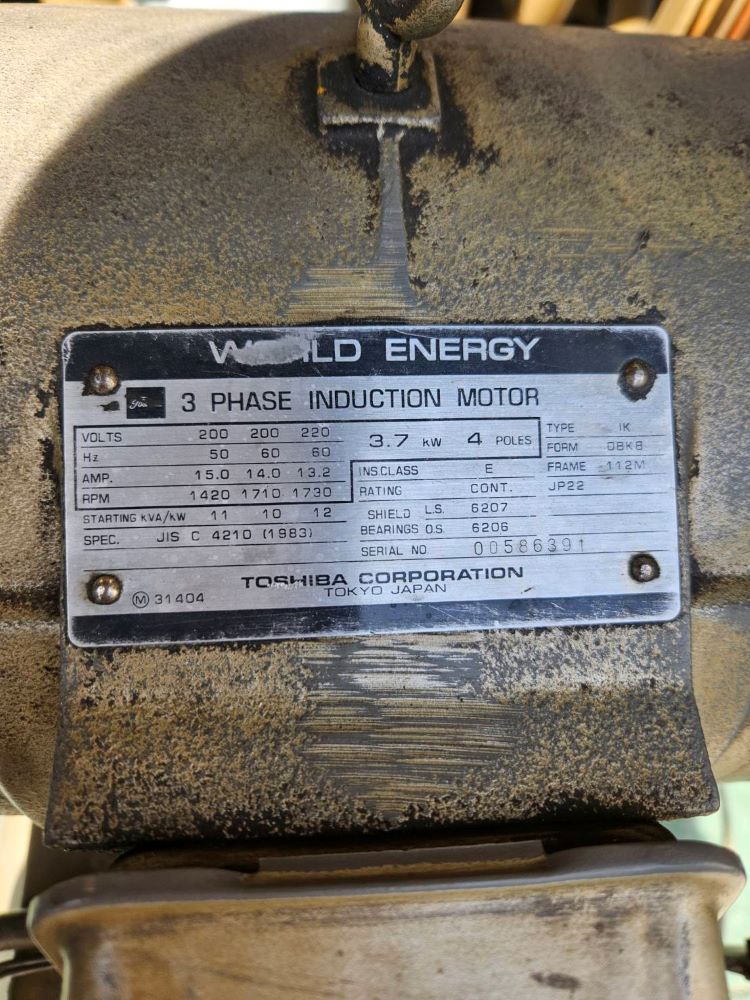 ENERGY
3 PHASE INDUCTION MOTOR
VOLTS 200 200 220
Hz 50 60 60
AMP. 15.0 14.0 13.2
RPM 1420 1710 1730
3.7 kW 4 POLES
TYPE IK
FORM
FRAME 112M
JP22
INS.CLASS E
RATING CONT.
SHIELD L.S. 6207
BEARINGS O.S. 6206
SERIAL NO. 00586391
STARTING KVA/KW 11 10 12
SPEC. JIS C 4210 (1983)
TOSHIBA CORPORATION
TOKYO JAPAN
Ⓜ 31404